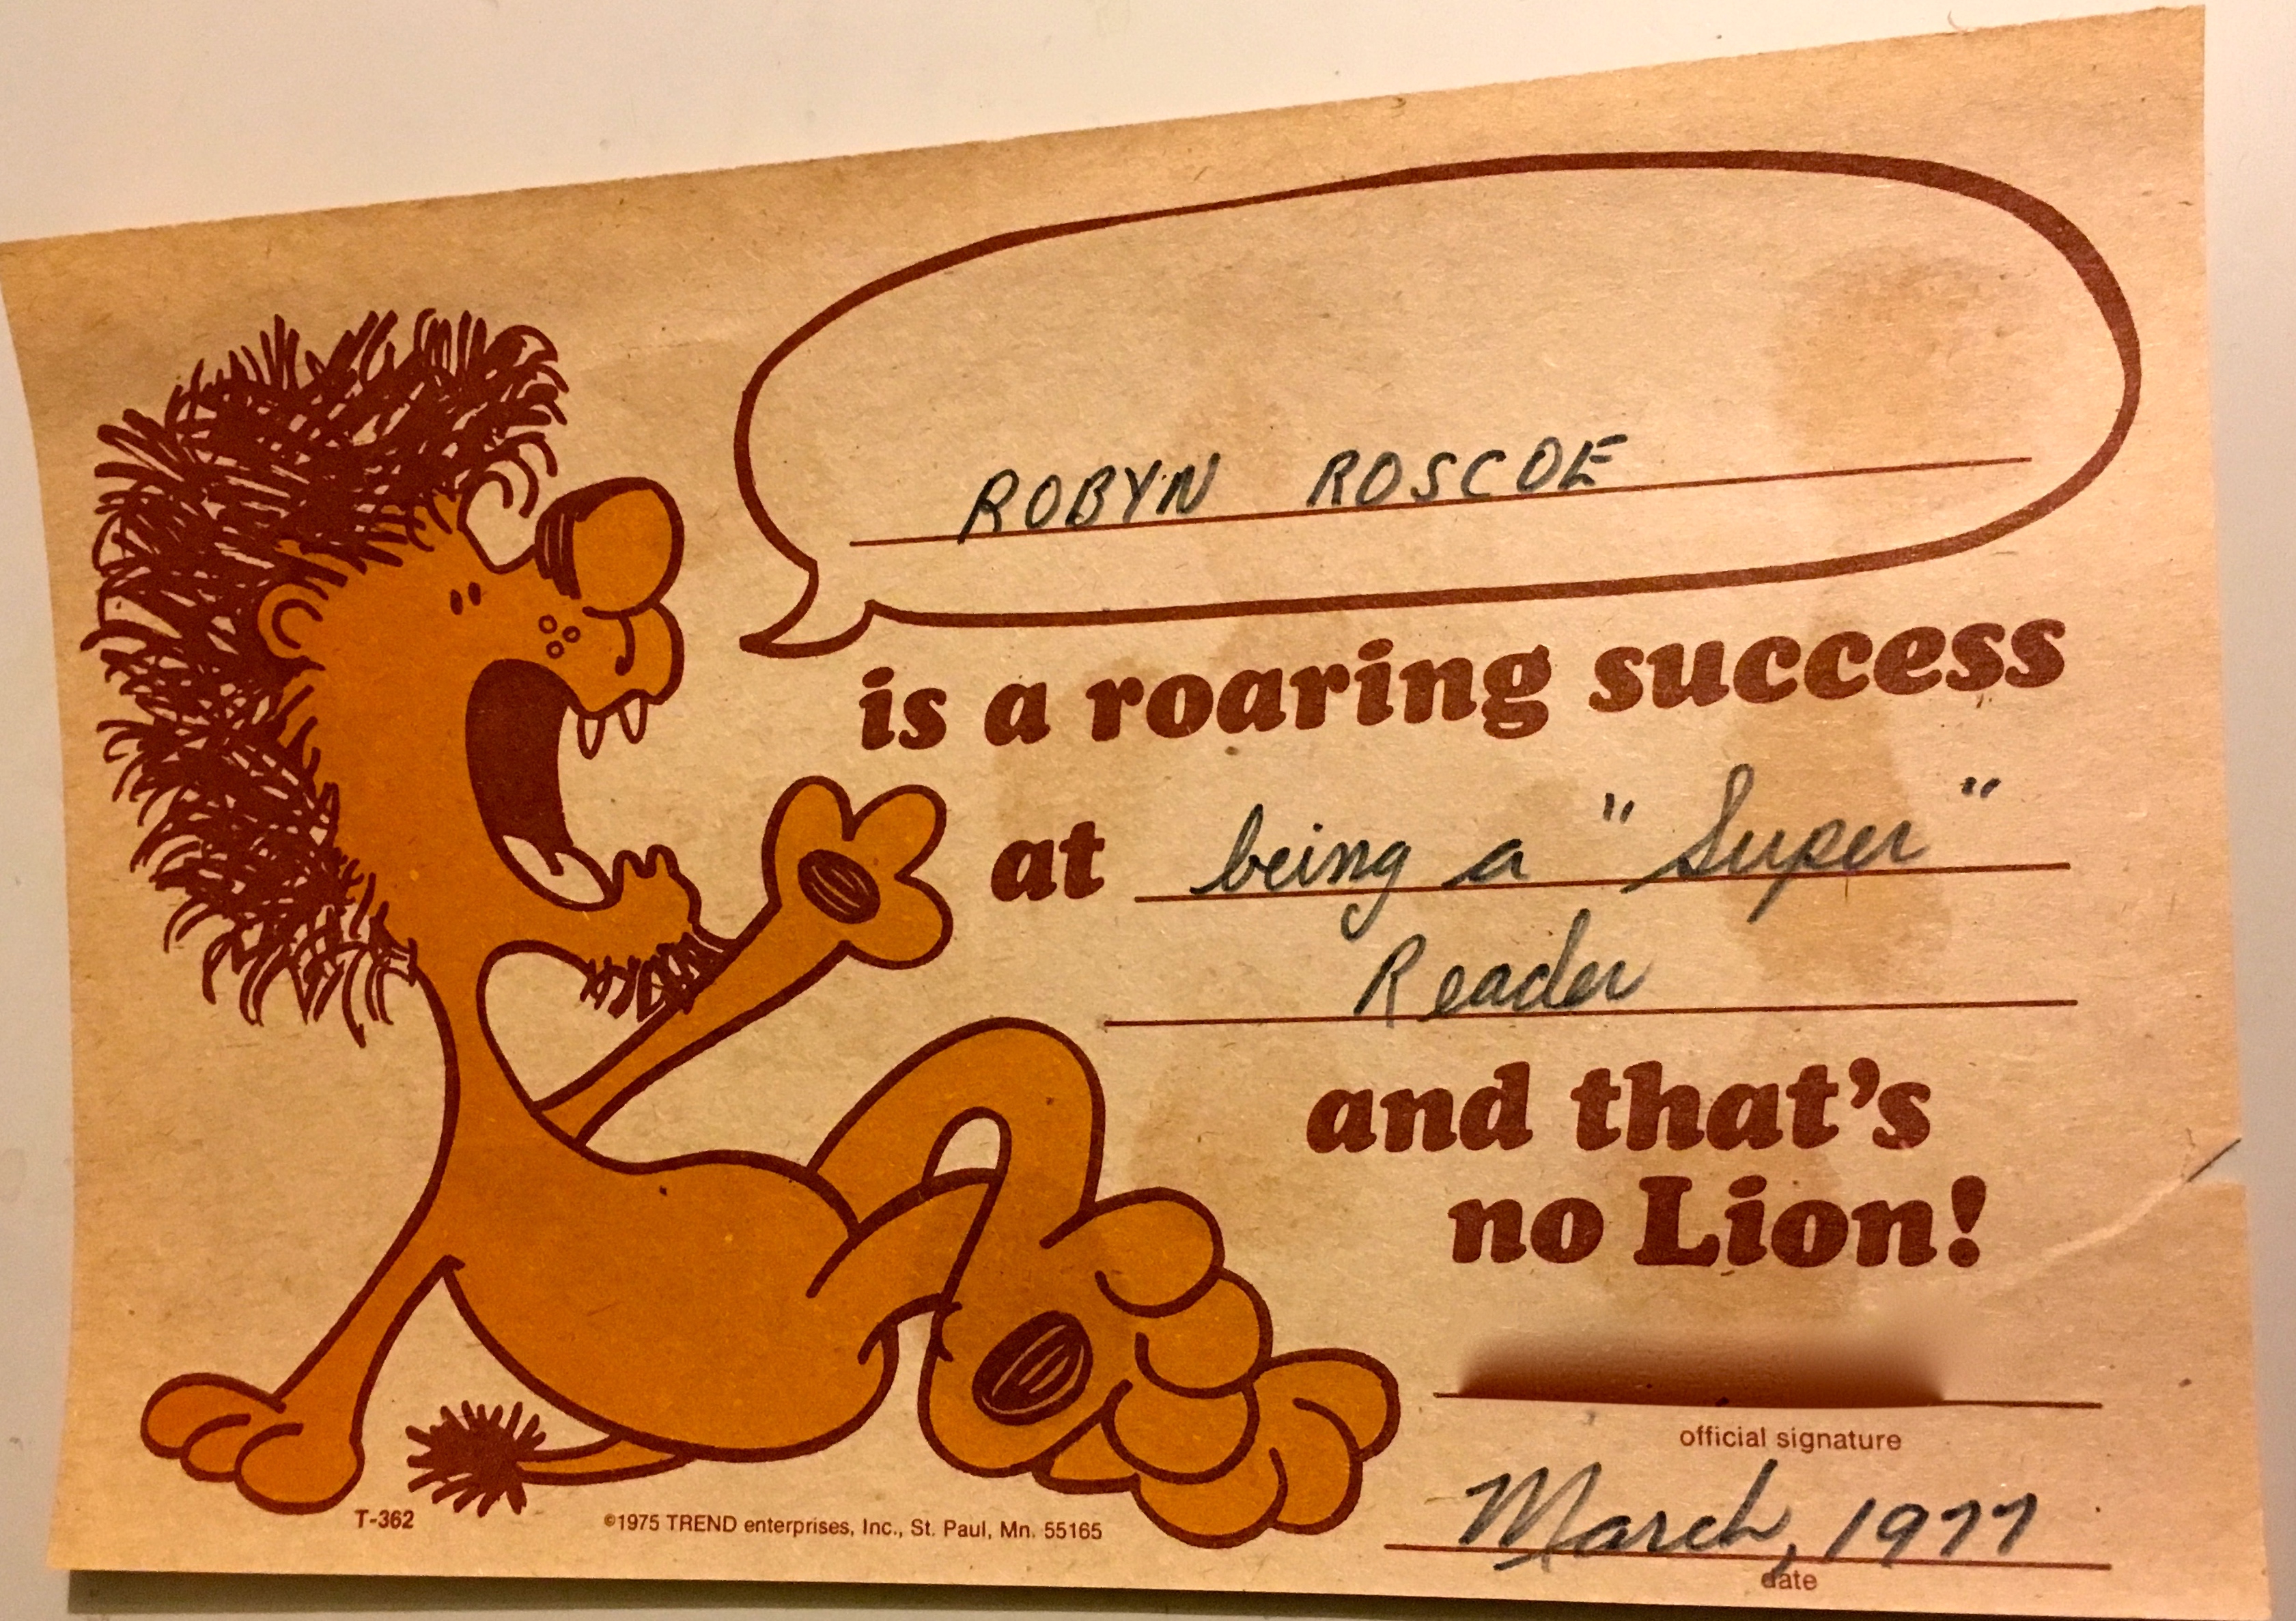 ROBYN ROSCOE
is a roaring success
at being a "Super"
Reader
and that's
no Lion!
official signature
March, 1977
date
T-362
©1975 TREND enterprises, Inc., St. Paul, Mn. 55165